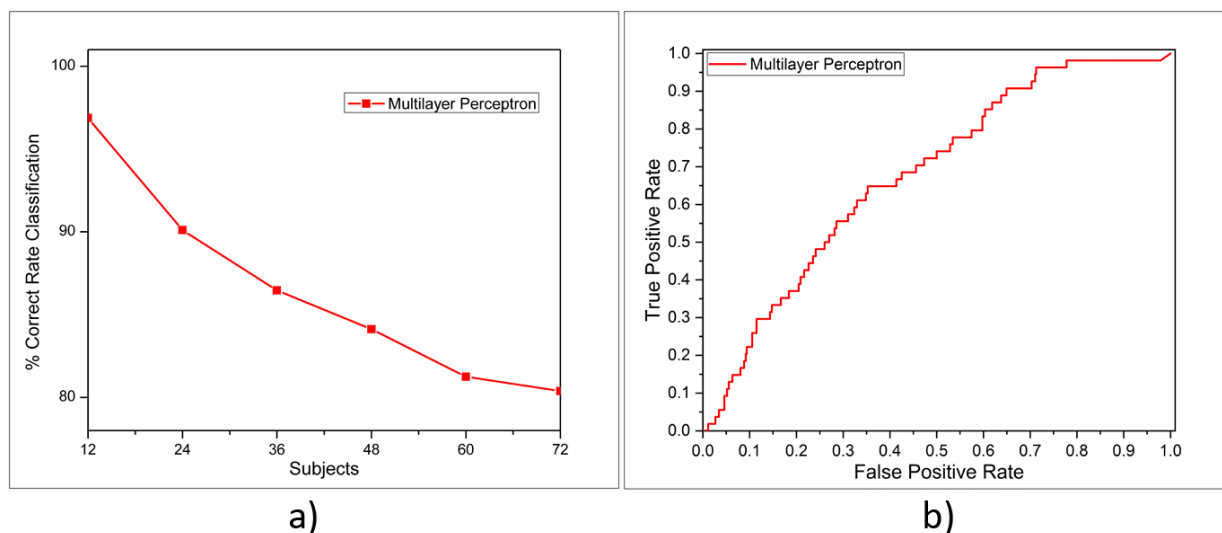 100
90
80
% Correct Rate Classification
Multilayer Perceptron
12 24 36 48 60 72
Subjects
a)
1.0
0.9
0.8
0.7
0.6
0.5
0.4
0.3
0.2
0.1
0.0
True Positive Rate
Multilayer Perceptron
0.0 0.1 0.2 0.3 0.4 0.5 0.6 0.7 0.8 0.9 1.0
False Positive Rate
b)